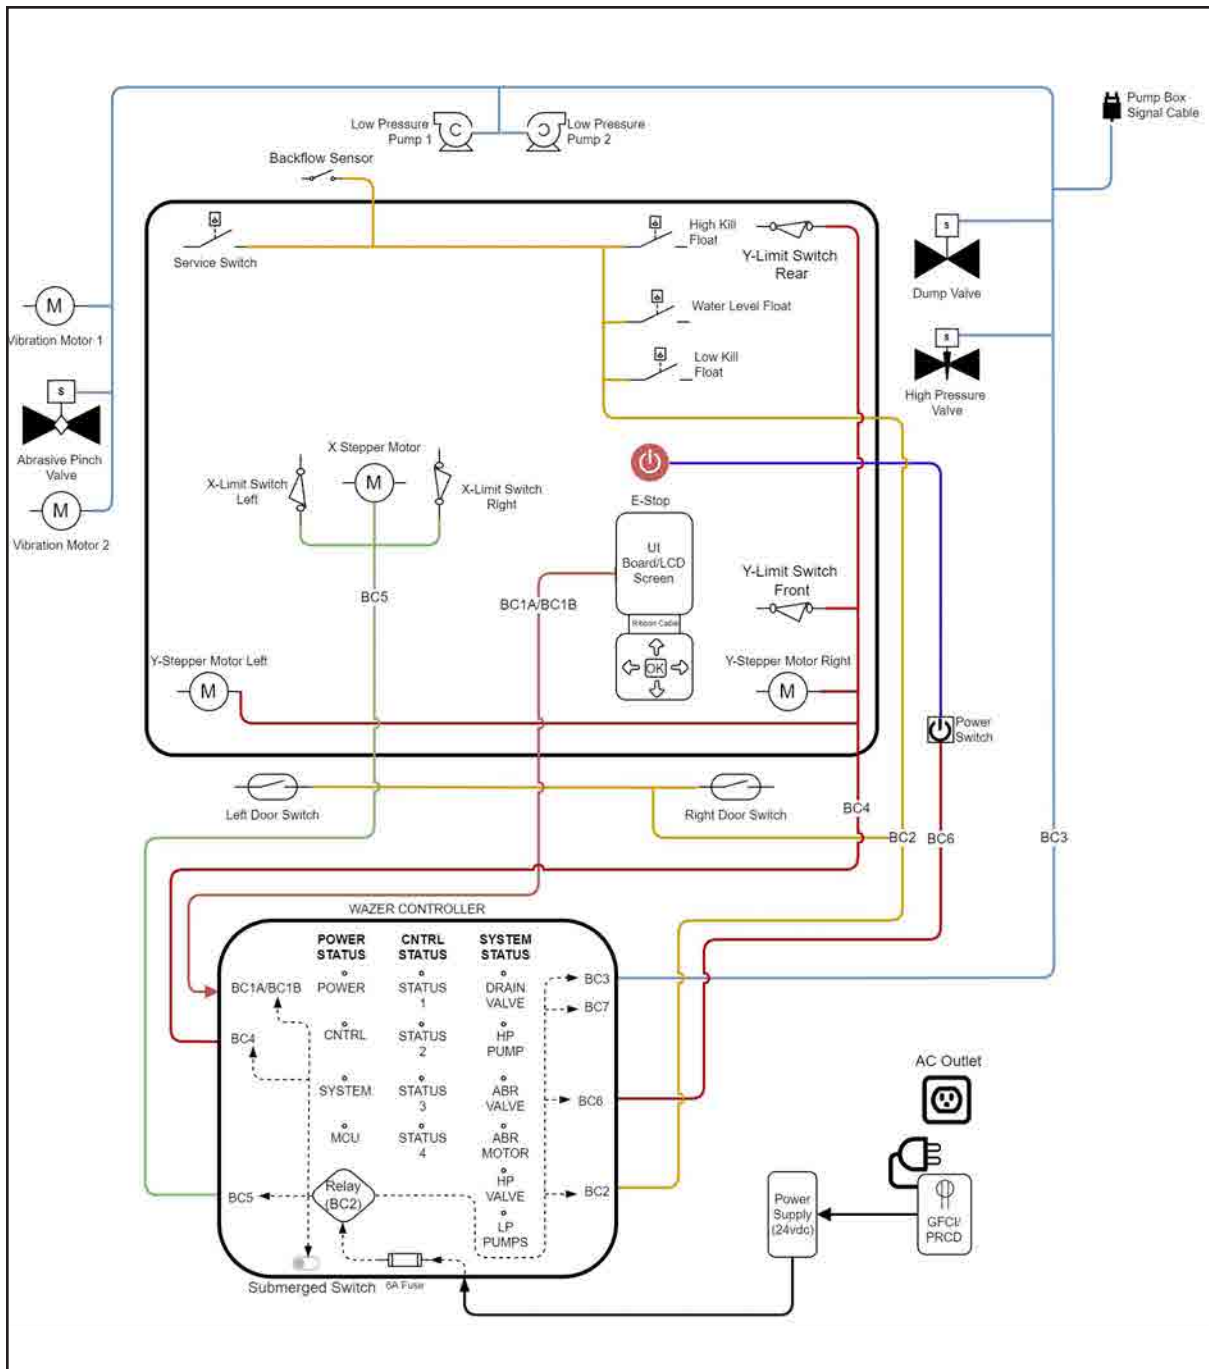 Pump Box
Signal Cable
Low Pressure
Pump 1
C
C
Low Pressure
Pump 2
Backflow Sensor
Service Switch
High Kill
Float
Y-Limit Switch
Rear
S
Dump Valve
M
Vibration Motor 1
Water Level Float
S
High Pressure
Valve
Low Kill
Float
S
Abrasive Pinch
Valve
M
Vibration Motor 2
X Stepper Motor
M
X-Limit Switch
Left
X-Limit Switch
Right
E-Stop
UI
Board/LCD
Screen
Ribbon Cable
OK
BC5
BC1A/BC1B
Y-Limit Switch
Front
Y-Stepper Motor Left
M
Y-Stepper Motor Right
M
Power
Switch
Left Door Switch
Right Door Switch
BC4
BC2
BC6
BC3
WAZER CONTROLLER
POWER
STATUS
CNTRL
STATUS
SYSTEM
STATUS
BC1A/BC1B
POWER
STATUS
1
DRAIN
VALVE
BC3
BC7
BC4
CNTRL
STATUS
2
HP
PUMP
SYSTEM
STATUS
3
ABR
VALVE
BC6
MCU
STATUS
4
ABR
MOTOR
BC5
Relay
(BC2)
HP
VALVE
BC2
LP
PUMPS
Submerged Switch
6A Fuse
AC Outlet
Power
Supply
(24vdc)
GFCI/
PRCD